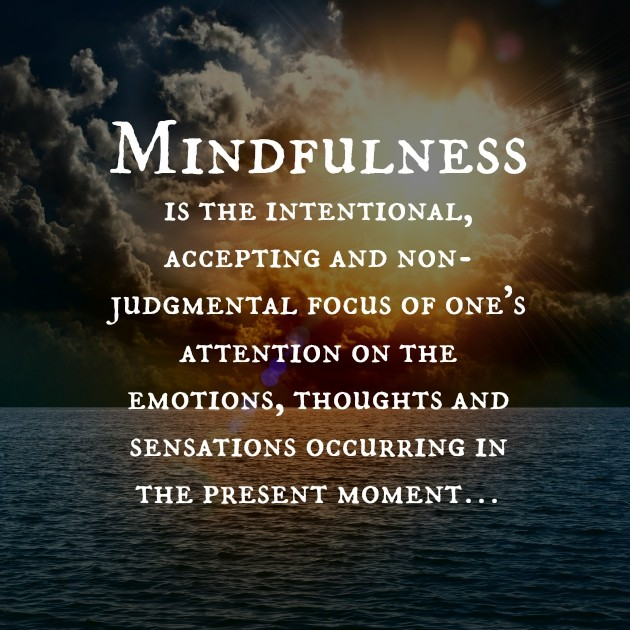 Mindfulness
is the intentional,
accepting and non-
judgmental focus of one’s
attention on the
emotions, thoughts and
sensations occurring in
the present moment...